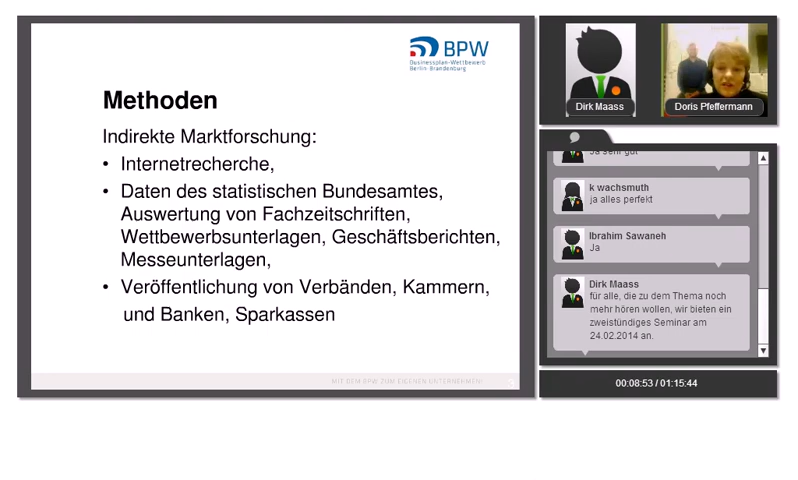 BPW
Businessplan-Wettbewerb
Berlin-Brandenburg
Methoden
Indirekte Marktforschung:
• Internetrecherche,
• Daten des statistischen Bundesamtes,
Auswertung von Fachzeitschriften,
Wettbewerbsunterlagen, Geschäftsberichten,
Messeunterlagen,
• Veröffentlichung von Verbänden, Kammern,
und Banken, Sparkassen
MIT DEM BPW ZUM EIGENEN UNTERNEHMEN
Dirk Maass
Doris Pfeffermann
Ja sehr gut
k wachsmuth
ja alles perfekt
Ibrahim Sawaneh
Ja
Dirk Maass
für alle, die zu dem Thema noch
mehr hören wollen, wir bieten ein
zweistündiges Seminar am
24.02.2014 an.
00:08:53 / 01:15:44